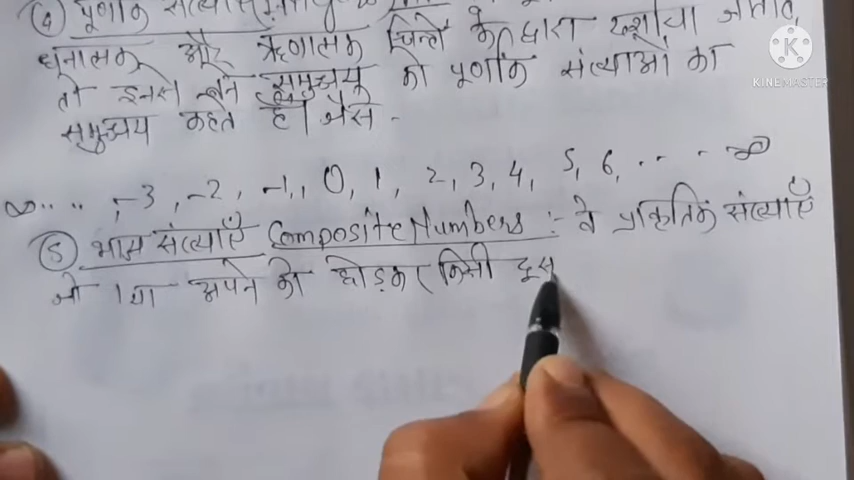 (4) पूर्णांक संख्याएँ
धनात्मक और ऋणात्मक चिन्हों के द्वारा दर्शाया जाता,
तो इनसे बने समुच्चय को पूर्णांक संख्याओं का
समुच्चय कहते हैं। जैसे -
∞...., -3, -2, -1, 0, 1, 2, 3, 4, 5, 6, ... - ∞
(5) भाज्य संख्याएँ Composite Numbers :- वे प्रकृतिक संख्याएँ
जो 1 या अपने को छोड़कर किसी दूस
KINEMASTER